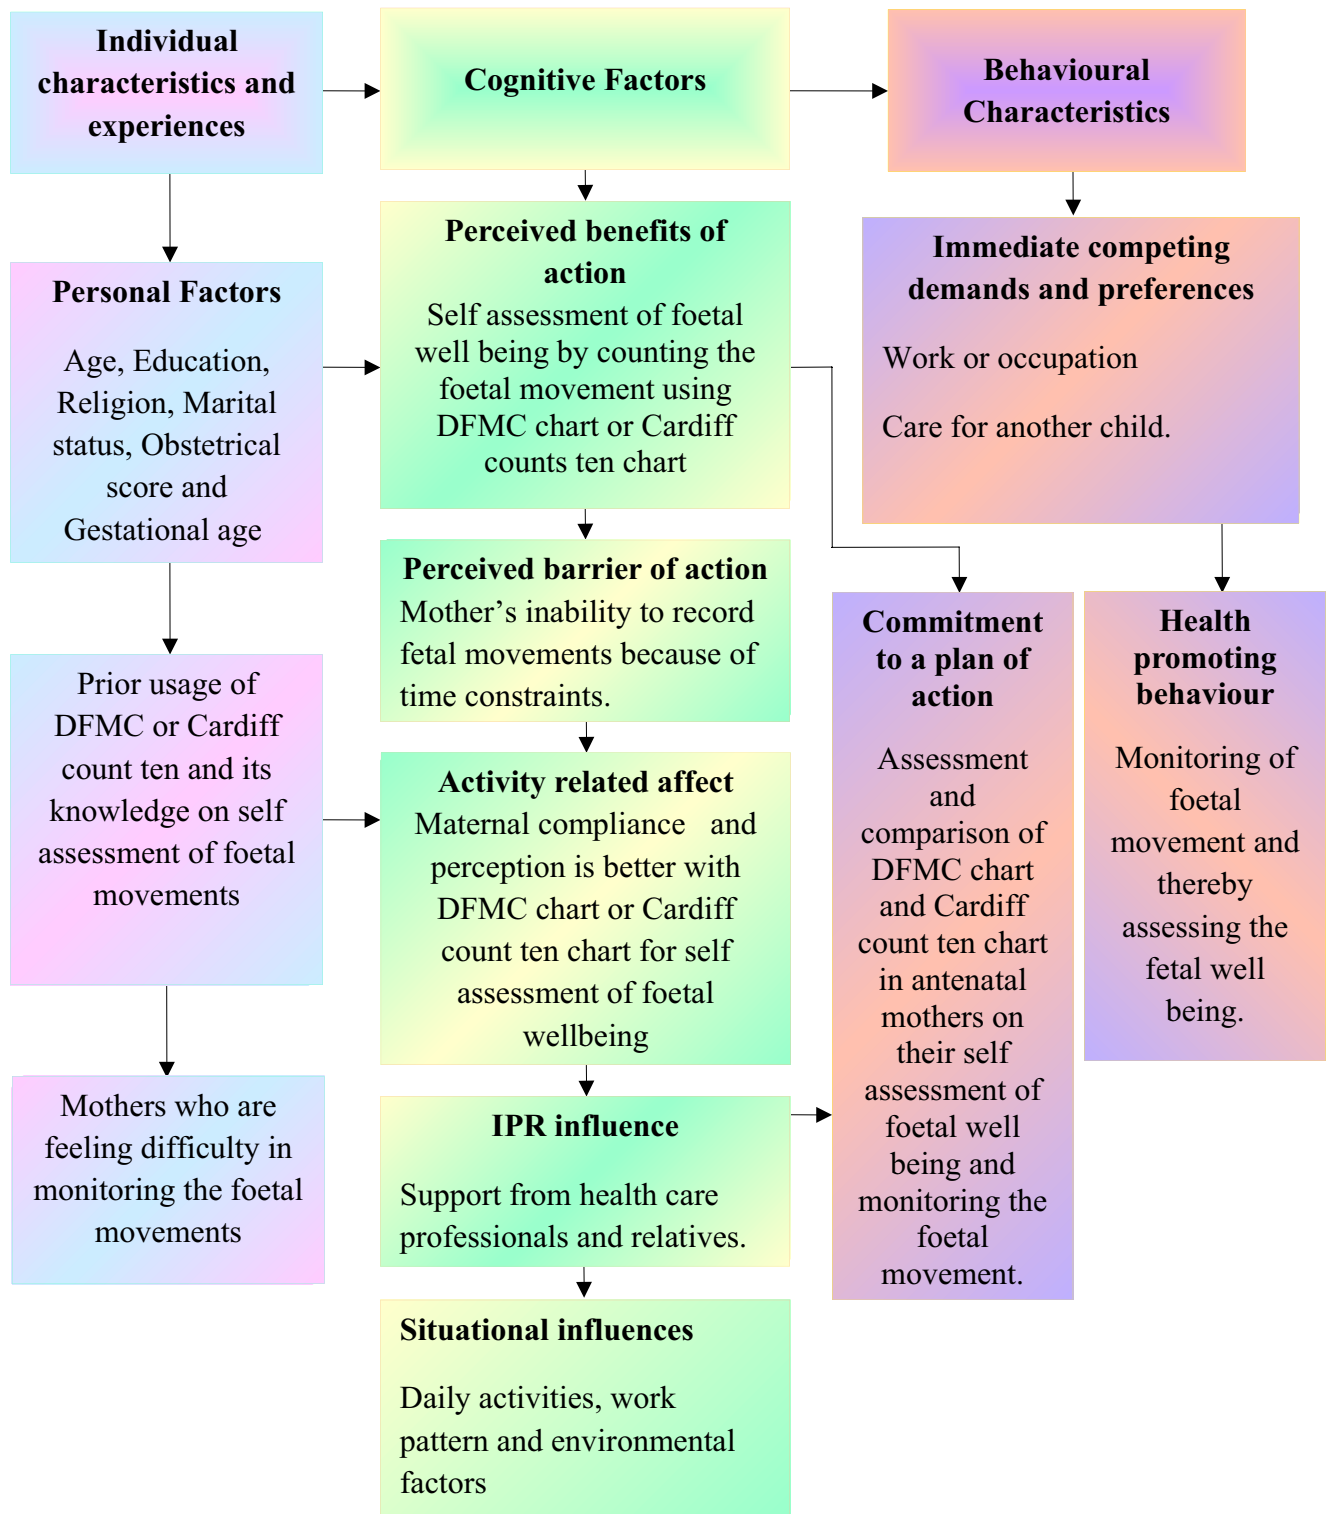 Individual
characteristics and
experiences
Cognitive Factors
Behavioural
Characteristics
Personal Factors
Age, Education,
Religion, Marital
status, Obstetrical
score and
Gestational age
Prior usage of
DFMC or Cardiff
count ten and its
knowledge on self
assessment of foetal
movements
Mothers who are
feeling difficulty in
monitoring the foetal
movements
Perceived benefits of
action
Self assessment of foetal
well being by counting the
foetal movement using
DFMC chart or Cardiff
counts ten chart
Perceived barrier of action
Mother’s inability to record
fetal movements because of
time constraints.
Activity related affect
Maternal compliance and
perception is better with
DFMC chart or Cardiff
count ten chart for self
assessment of foetal
wellbeing
IPR influence
Support from health care
professionals and relatives.
Situational influences
Daily activities, work
pattern and environmental
factors
Immediate competing
demands and preferences
Work or occupation
Care for another child.
Commitment
to a plan of
action
Assessment
and
comparison of
DFMC chart
and Cardiff
count ten chart
in antenatal
mothers on
their self
assessment of
foetal well
being and
monitoring the
foetal
movement.
Health
promoting
behaviour
Monitoring of
foetal
movement and
thereby
assessing the
fetal well
being.